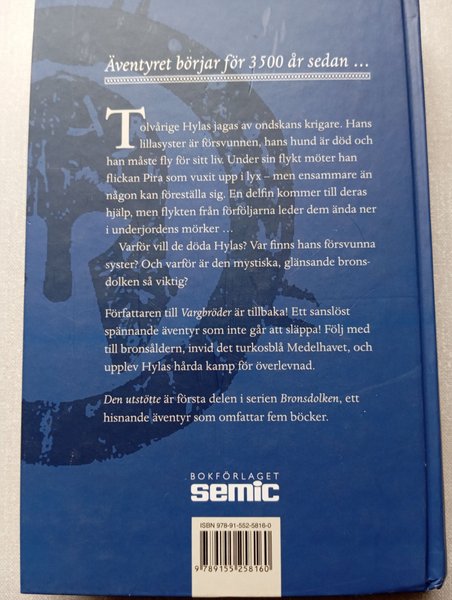 Äventyret börjar för 3500 år sedan ...
Tolvårige Hylas jagas av ondskans krigare. Hans
lillasyster är försvunnen, hans hund är död och
han måste fly för sitt liv. Under sin flykt möter han
flickan Pira som vuxit upp i lyx – men ensammare än
någon kan föreställa sig. En delfin kommer till deras
hjälp, men flykten från förföljarna leder dem ända ner
i underjordens mörker ...
Varför vill de döda Hylas? Var finns hans försvunna
syster? Och varför är den mystiska, glänsande brons-
dolken så viktig?
Författaren till Vargbröder är tillbaka! Ett sanslöst
spännande äventyr som inte går att släppa! Följ med
till bronsåldern, invid det turkosblå Medelhavet, och
upplev Hylas hårda kamp för överlevnad.
Den utstötte är första delen i serien Bronsdolken, ett
hisnande äventyr som omfattar fem böcker.
BOKFÖRLAGET
semic
ISBN 978-91-552-5816-0
9 789155 258160